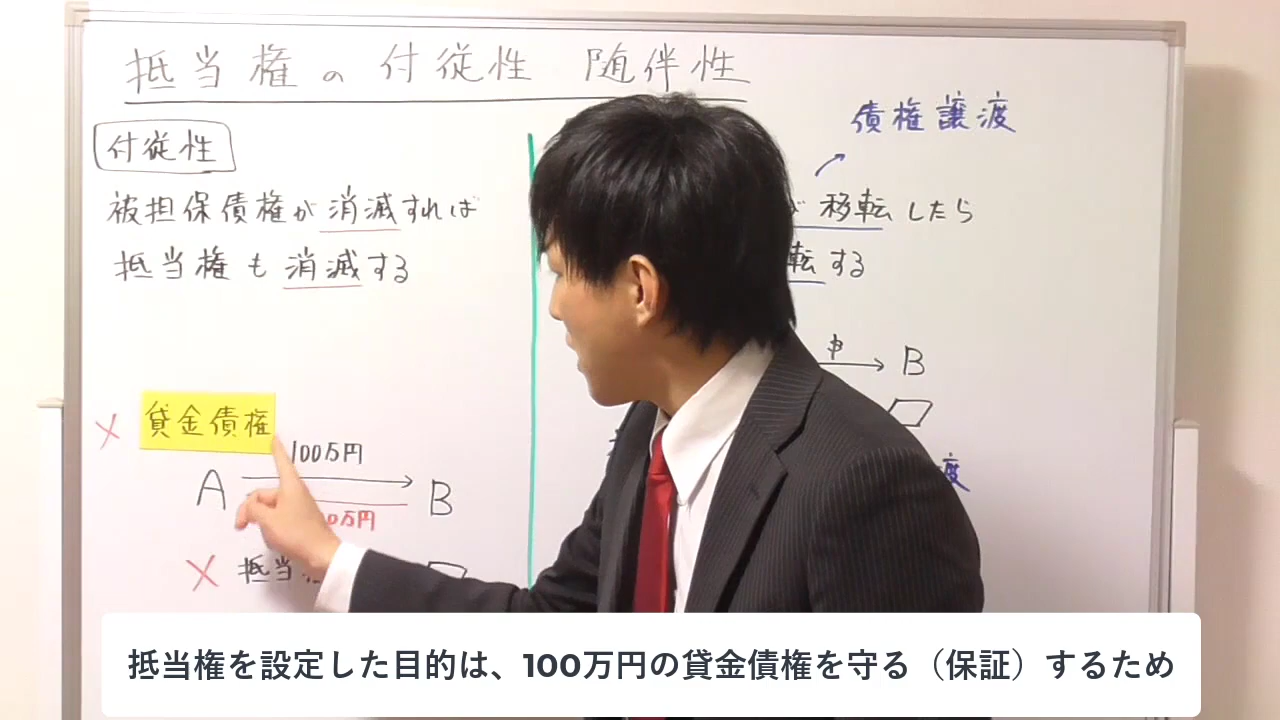 抵当権の付従性 随伴性
付従性
被担保債権が消滅すれば
抵当権も消滅する
貸金債権
100万円
A
B
0万円
抵当
債権譲渡
移転したら
転する
B
渡
抵当権を設定した目的は、100万円の貸金債権を守る（保証）するため